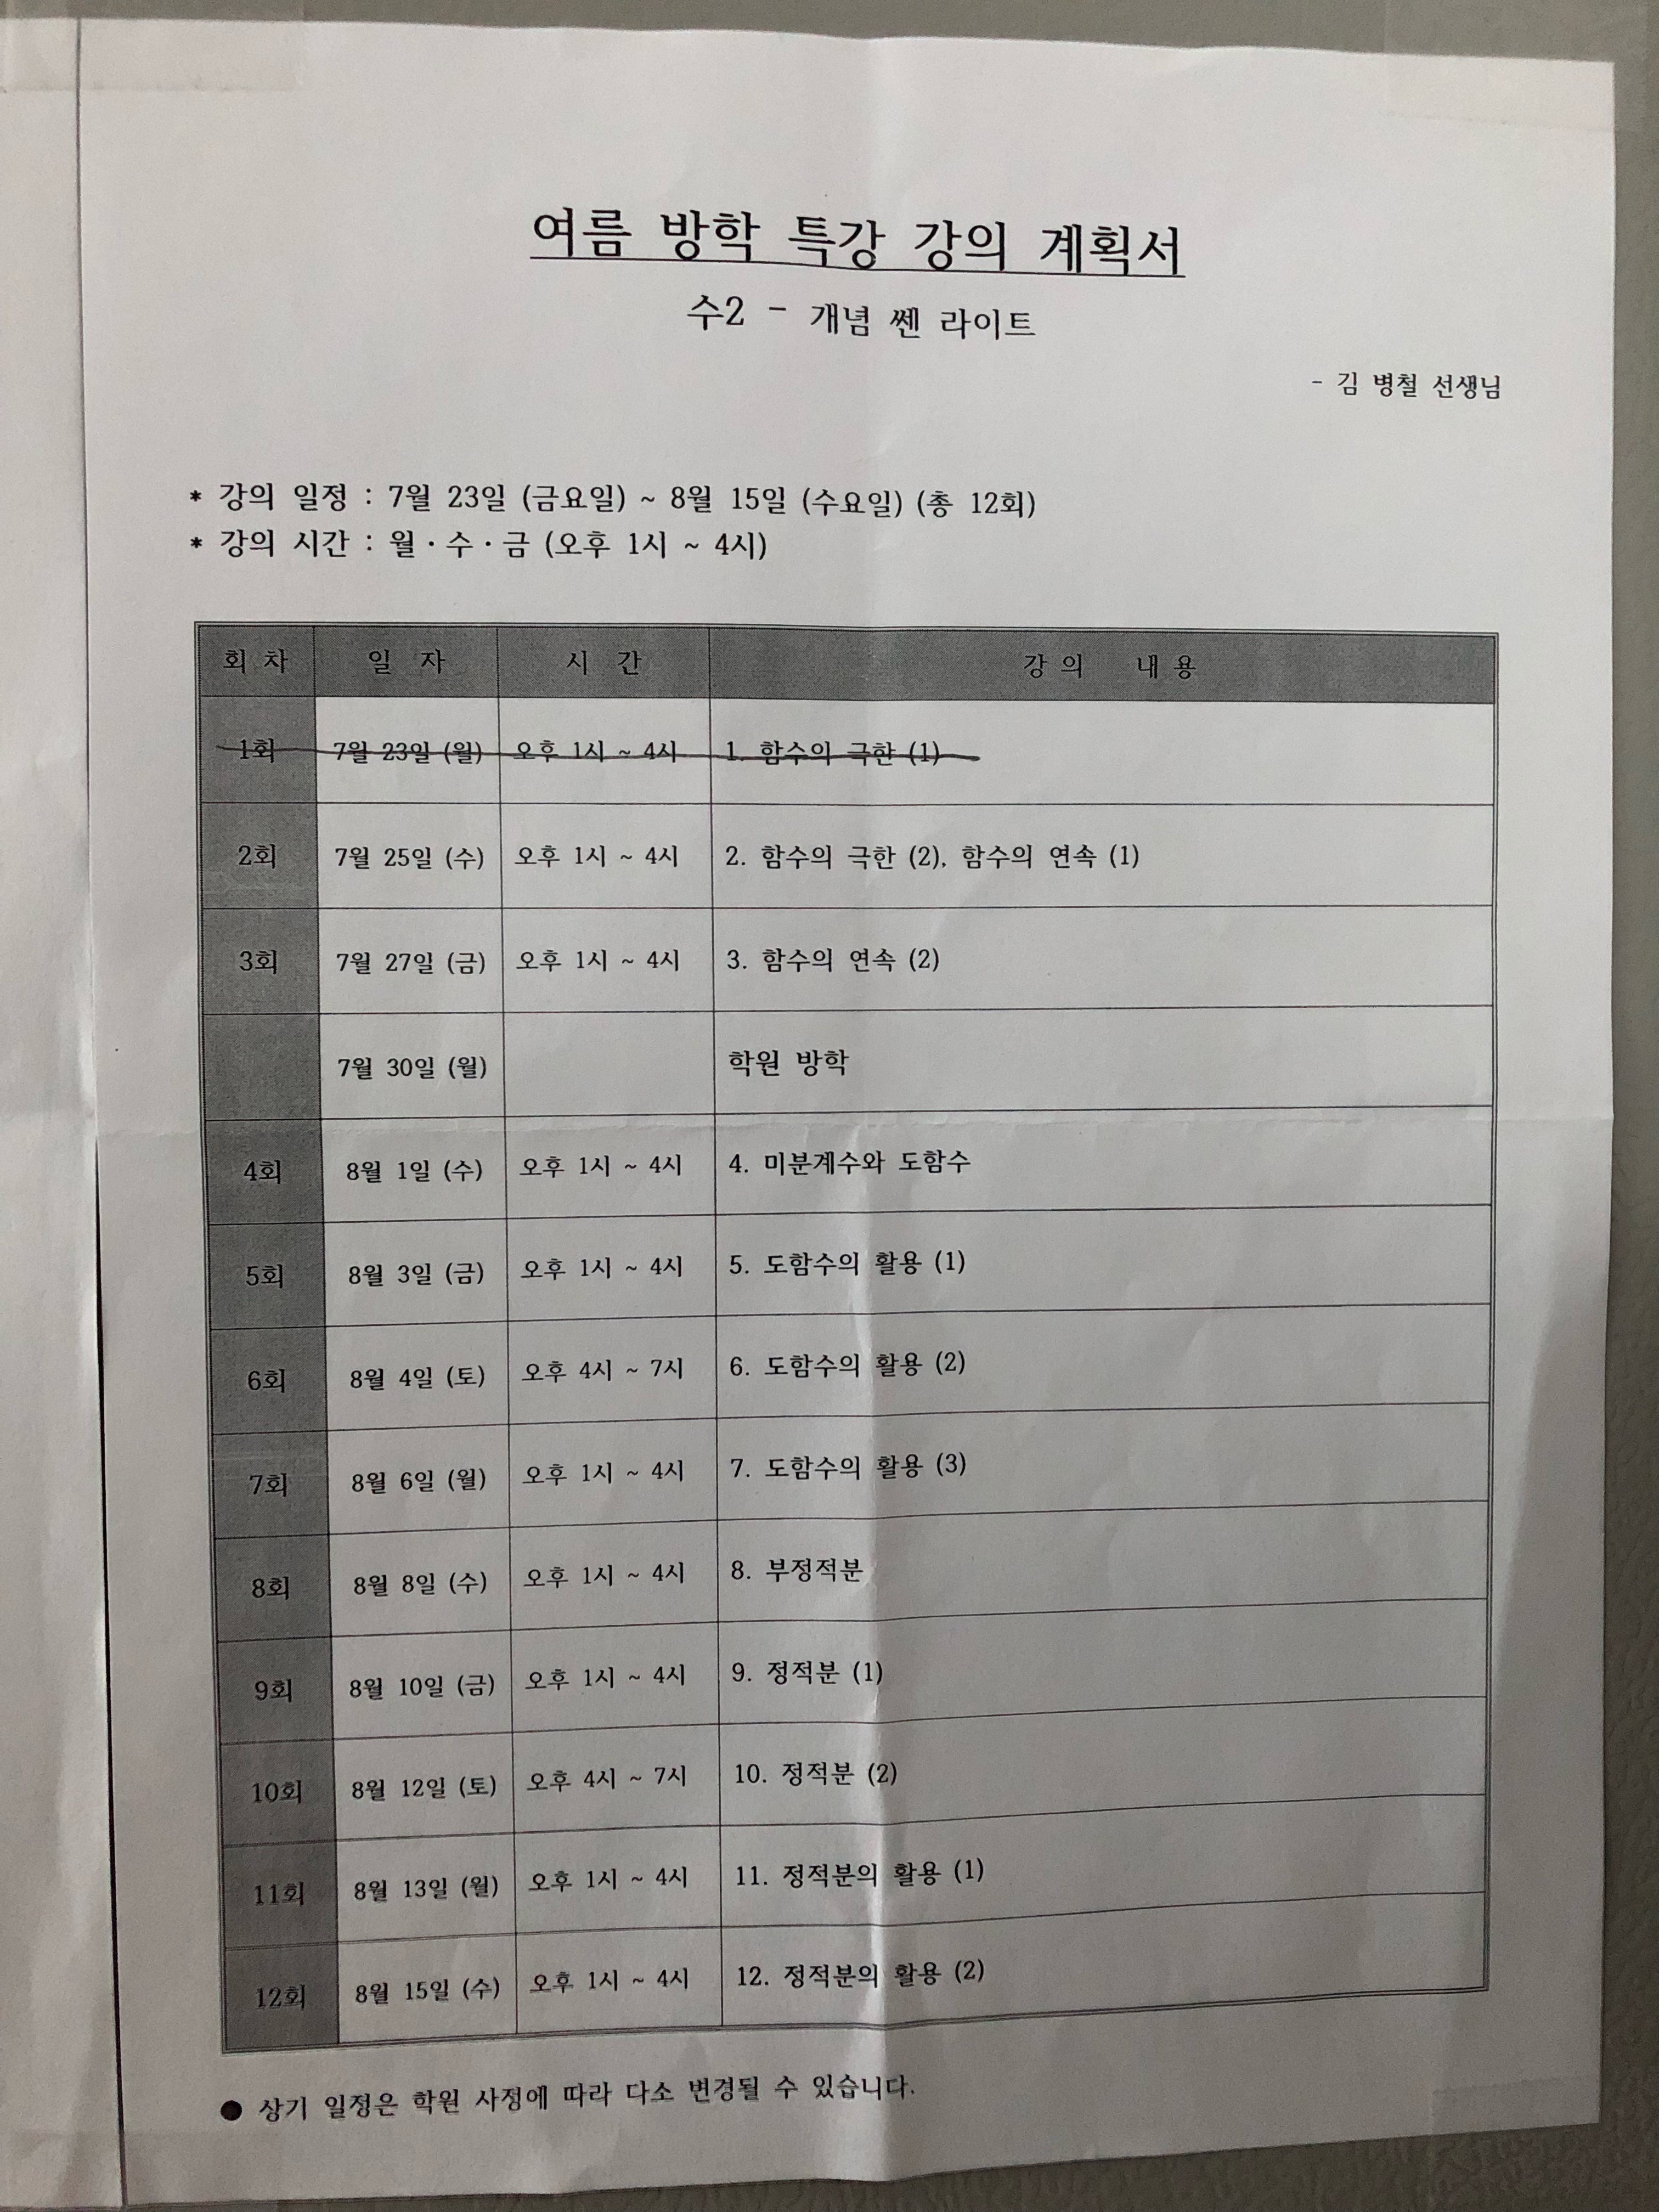 여름 방학 특강 강의 계획서
수2 - 개념 쎈 라이트
- 김 병철 선생님
* 강의 일정 : 7월 23일 (금요일) ~ 8월 15일 (수요일) (총 12회)
* 강의 시간 : 월 · 수 · 금 (오후 1시 ~ 4시)
회 차 일 자 시 간 강 의 내 용
1회 7월 23일 (월) 오후 1시 ~ 4시 1. 함수의 극한 (1)
2회 7월 25일 (수) 오후 1시 ~ 4시 2. 함수의 극한 (2), 함수의 연속 (1)
3회 7월 27일 (금) 오후 1시 ~ 4시 3. 함수의 연속 (2)
7월 30일 (월) 학원 방학
4회 8월 1일 (수) 오후 1시 ~ 4시 4. 미분계수와 도함수
5회 8월 3일 (금) 오후 1시 ~ 4시 5. 도함수의 활용 (1)
6회 8월 4일 (토) 오후 4시 ~ 7시 6. 도함수의 활용 (2)
7회 8월 6일 (월) 오후 1시 ~ 4시 7. 도함수의 활용 (3)
8회 8월 8일 (수) 오후 1시 ~ 4시 8. 부정적분
9회 8월 10일 (금) 오후 1시 ~ 4시 9. 정적분 (1)
10회 8월 12일 (토) 오후 4시 ~ 7시 10. 정적분 (2)
11회 8월 13일 (월) 오후 1시 ~ 4시 11. 정적분의 활용 (1)
12회 8월 15일 (수) 오후 1시 ~ 4시 12. 정적분의 활용 (2)
● 상기 일정은 학원 사정에 따라 다소 변경될 수 있습니다.